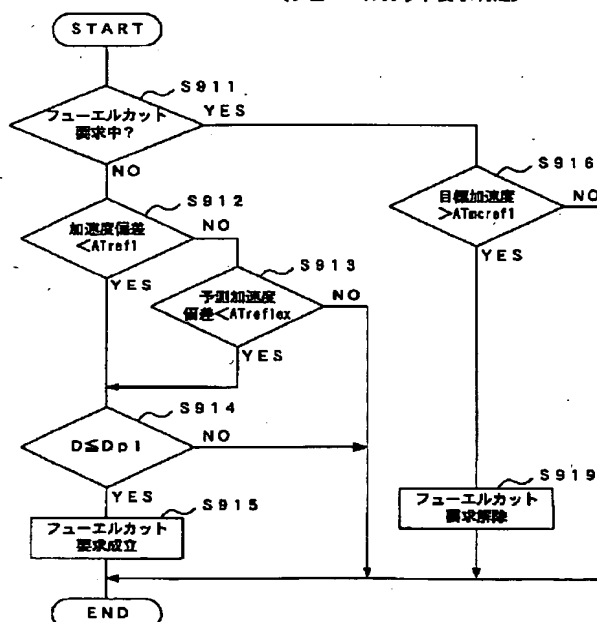 START
S911
フューエルカット
要求中?
YES
NO
S916
目標加速度
>ATmcref1
NO
YES
S912
加速度偏差
<ATref1
NO
YES
S913
予測加速度
偏差<ATreflex
NO
YES
S914
D≦Dp1
NO
YES
S915
フューエルカット
要求成立
S919
フューエルカット
要求解除
END